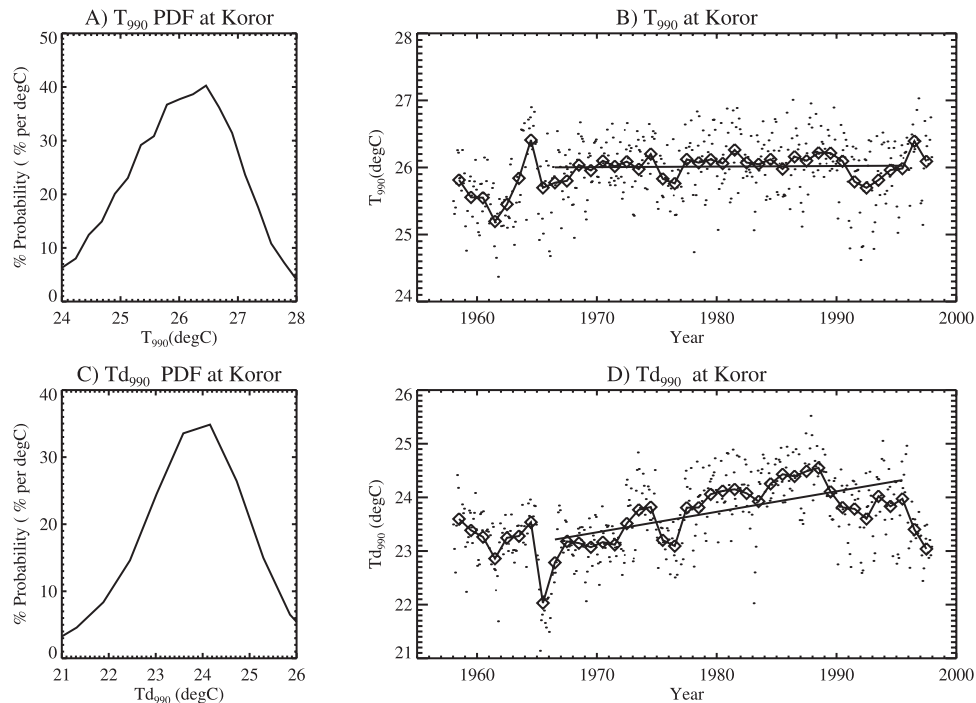 A) T990 PDF at Koror
% Probability ( % per degC)
50
40
30
20
10
0
24 25 26 27 28
T990(degC)
B) T990 at Koror
T990(degC)
28
27
26
25
24
1960 1970 1980 1990 2000
Year
C) Td990 PDF at Koror
% Probability ( % per degC)
40
30
20
10
0
21 22 23 24 25 26
Td990 (degC)
D) Td990 at Koror
Td990 (degC)
26
25
24
23
22
21
1960 1970 1980 1990 2000
Year